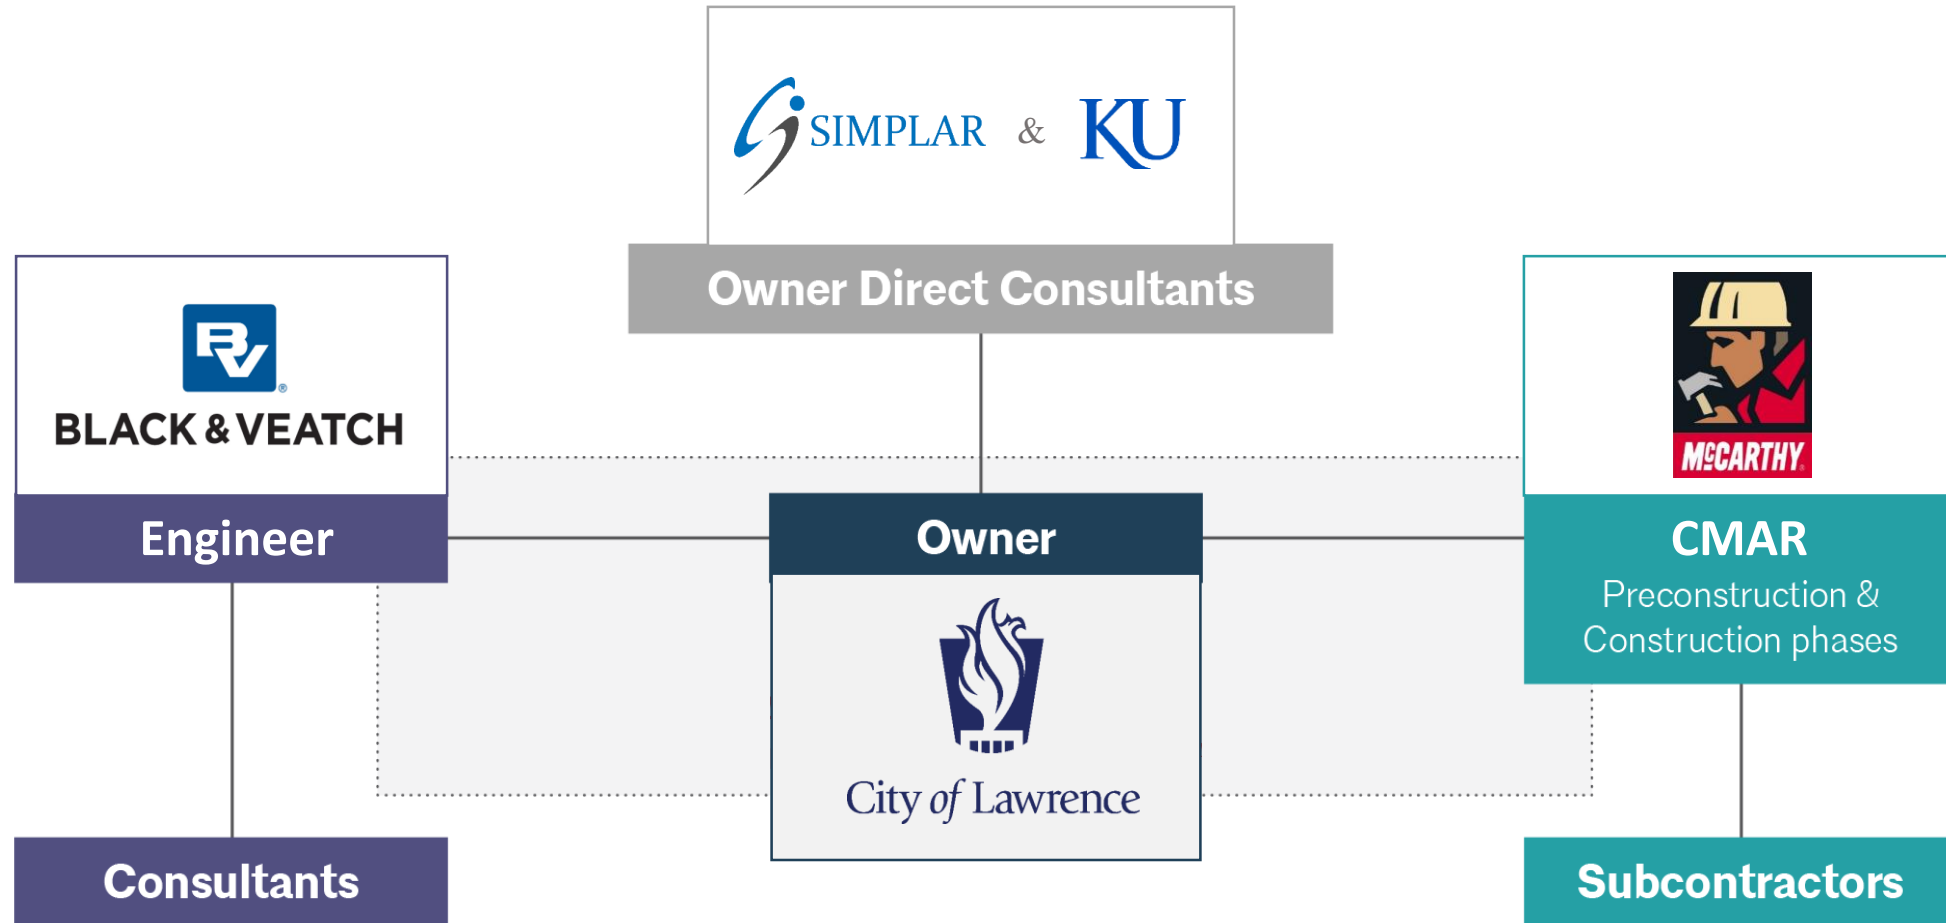 SIMPLAR & KU
Owner Direct Consultants
BV®
BLACK & VEATCH
Engineer
Consultants
Owner
City of Lawrence
McCARTHY
CMAR
Preconstruction &
Construction phases
Subcontractors